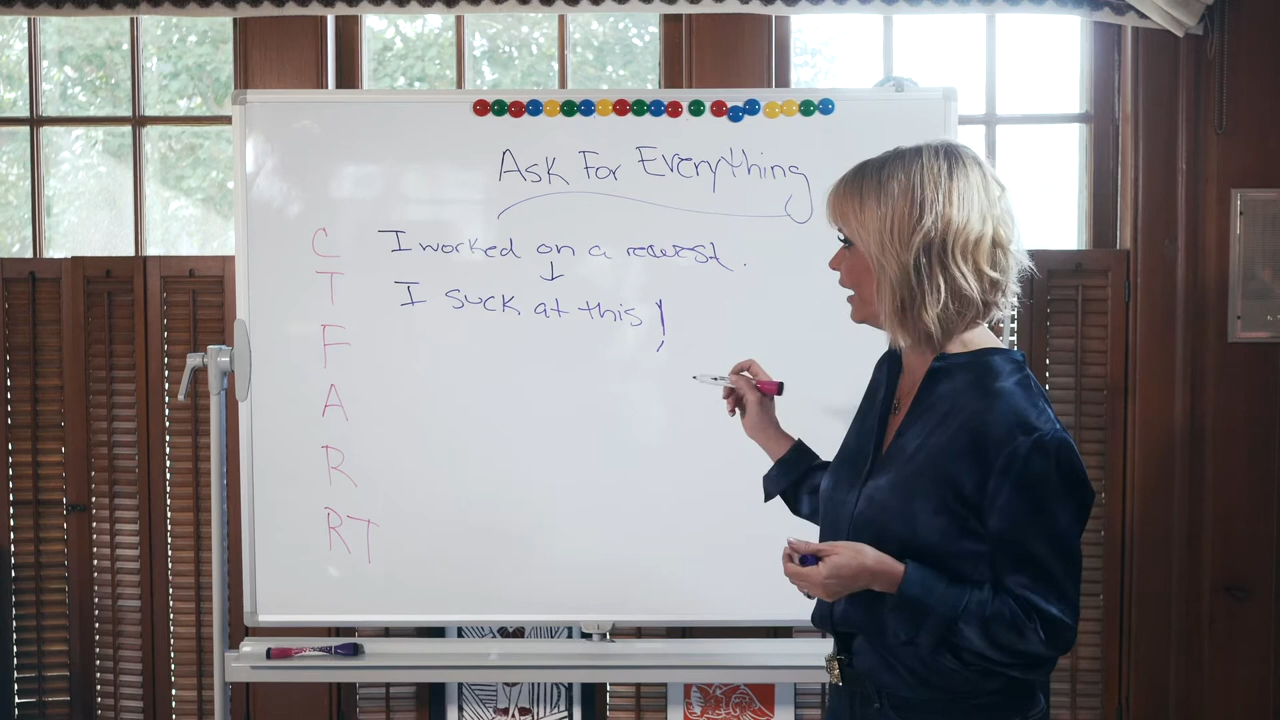 Ask For Everything
C I worked on a request.
↓
T I suck at this!
F
A
R
RT